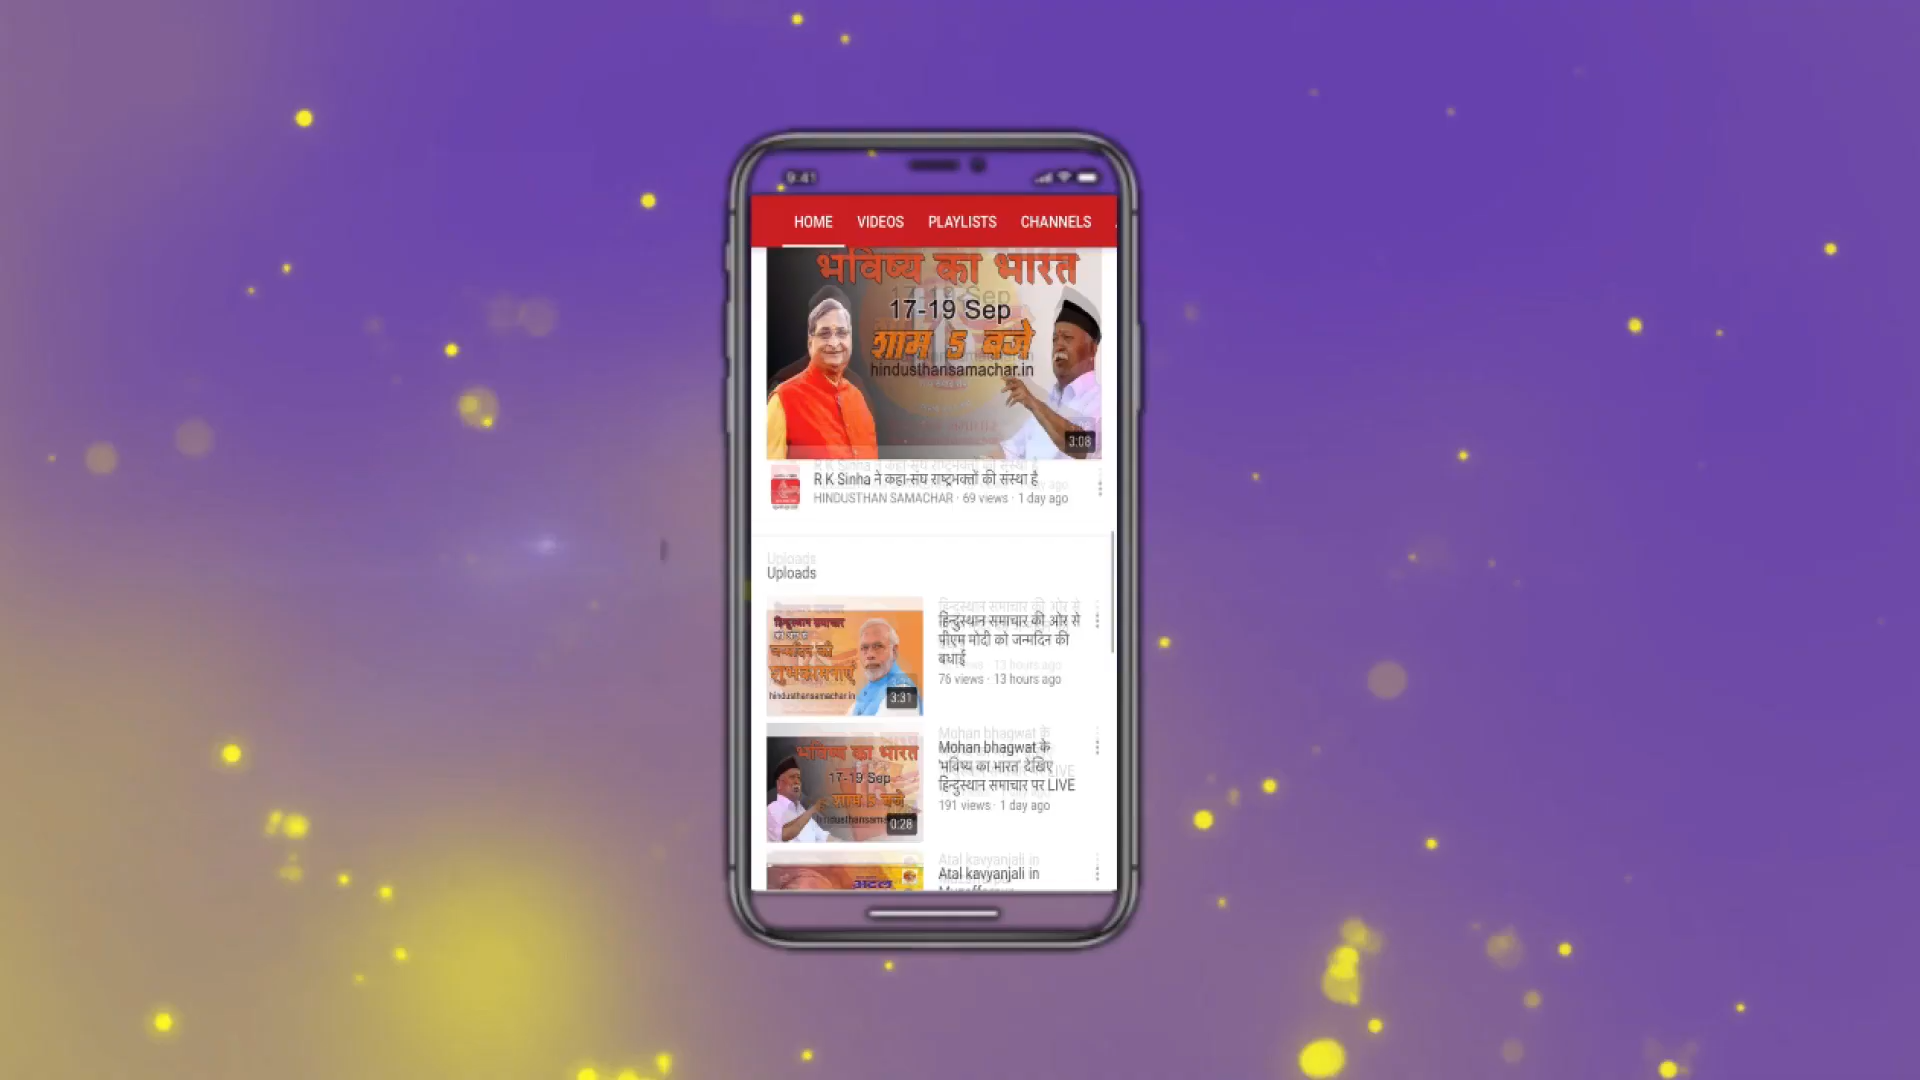 9:41
HOME VIDEOS PLAYLISTS CHANNELS
भविष्य का भारत
17-19 Sep
शाम 5 बजे
hindusthansamachar.in
3:08
R K Sinha ने कहा-संघ राष्ट्रभक्तों की संस्था है
HINDUSTHAN SAMACHAR · 69 views · 1 day ago
Uploads
हिन्दुस्थान समाचार
की ओर से
जन्मदिन की
शुभकामनाएँ
hindusthansamachar.in
3:31
हिन्दुस्थान समाचार की ओर से
पीएम मोदी को जन्मदिन की
बधाई
76 views · 13 hours ago
भविष्य का भारत
17-19 Sep
शाम 5 बजे
0:28
Mohan bhagwat के
'भविष्य का भारत' देखिए
हिन्दुस्थान समाचार पर LIVE
191 views · 1 day ago
अटल
Atal kavyanjali in